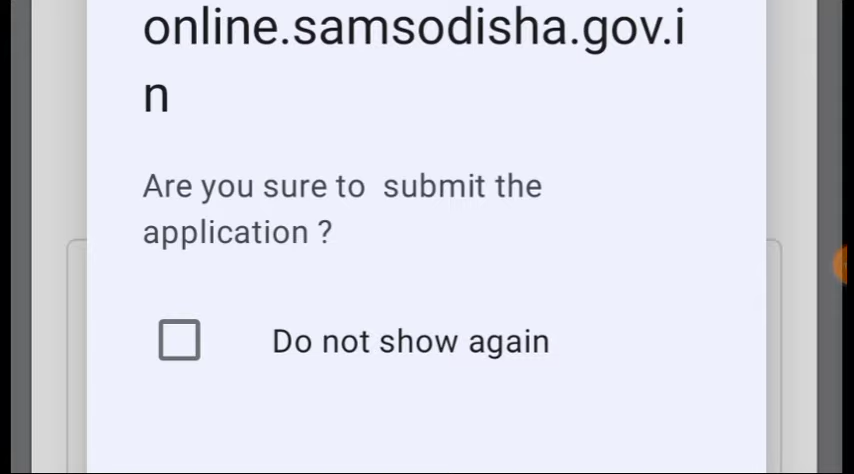 online.samsodisha.gov.i
n
Are you sure to  submit the
application ?
Do not show again